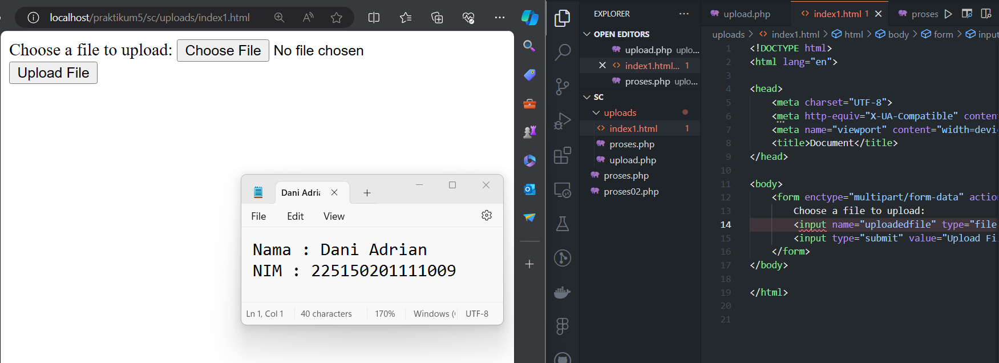 localhost/praktikum5/sc/uploads/index1.html
Choose a file to upload: Choose File No file chosen
Upload File
Dani Adri
File Edit View
Nama : Dani Adrian
NIM : 225150201111009
Ln 1, Col 1 40 characters 170% Windows ( UTF-8
EXPLORER ...
OPEN EDITORS
upload.php uplo...
index1.html... 1
proses.php uplo...
SC
uploads
index1.html 1
proses.php
upload.php
proses.php
proses02.php
upload.php index1.html 1 proses
uploads > index1.html > html > body > form > input
1 <!DOCTYPE html>
2 <html lang="en">
3
4 <head>
5 <meta charset="UTF-8">
6 <meta http-equiv="X-UA-Compatible" conten
7 <meta name="viewport" content="width=devi
8 <title>Document</title>
9 </head>
10
11 <body>
12 <form enctype="multipart/form-data" actio
13 Choose a file to upload:
14 <input name="uploadedfile" type="file
15 <input type="submit" value="Upload Fi
16 </form>
17 </body>
18
19 </html>
20
21